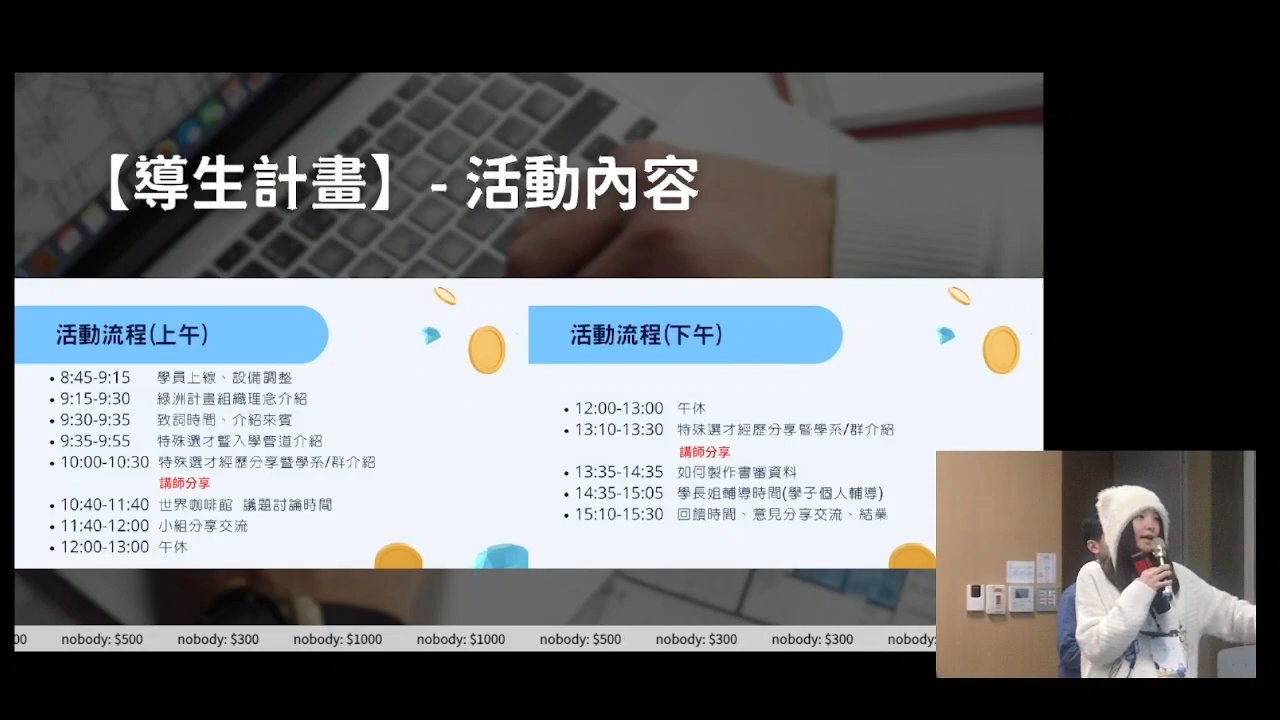 【導生計畫】 - 活動內容
活動流程(上午)
• 8:45-9:15 學員上線、設備調整
• 9:15-9:30 綠洲計畫組織理念介紹
• 9:30-9:35 致詞時間、介紹來賓
• 9:35-9:55 特殊選才暨入學管道介紹
• 10:00-10:30 特殊選才經歷分享暨學系/群介紹
講師分享
• 10:40-11:40 世界咖啡館 議題討論時間
• 11:40-12:00 小組分享交流
• 12:00-13:00 午休
活動流程(下午)
• 12:00-13:00 午休
• 13:10-13:30 特殊選才經歷分享暨學系/群介紹
講師分享
• 13:35-14:35 如何製作書審資料
• 14:35-15:05 學長姐輔導時間(學子個人輔導)
• 15:10-15:30 回饋時間、意見分享交流、結業
00 nobody: $500 nobody: $300 nobody: $1000 nobody: $1000 nobody: $500 nobody: $300 nobody: $300 nobody: